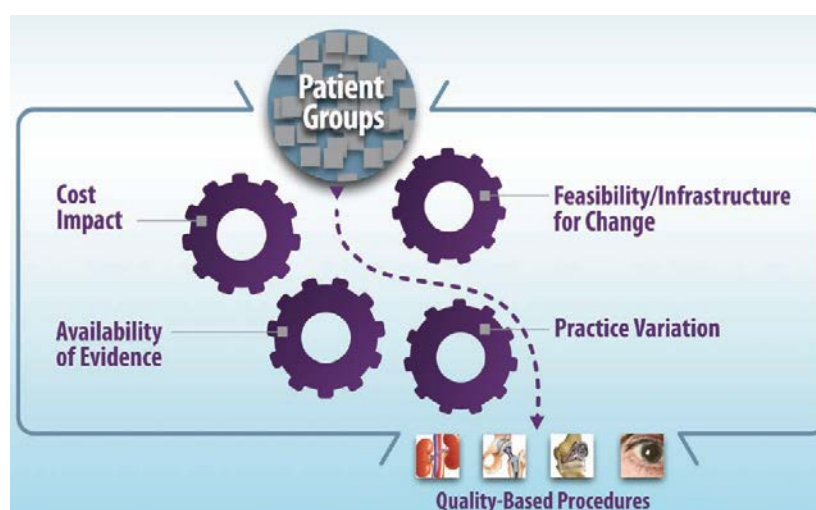 Patient
Groups
Cost
Impact
Feasibility/Infrastructure
for Change
Availability
of Evidence
Practice Variation
Quality-Based Procedures